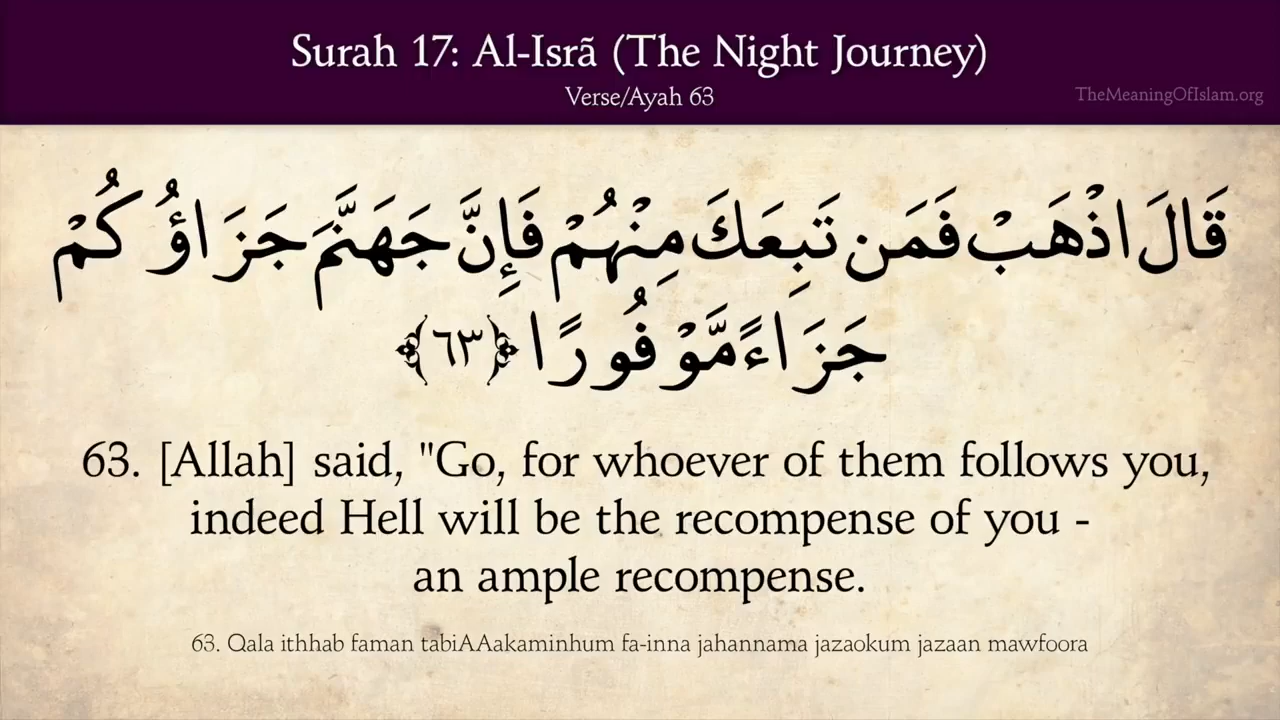 Surah 17: Al-Isrã (The Night Journey)
Verse/Ayah 63
TheMeaningOfIslam.org
قَالَ اذْهَبْ فَمَن تَبِعَكَ مِنْهُمْ فَإِنَّ جَهَنَّمَ جَزَاؤُكُمْ
جَزَاءً مَّوْفُورًا ﴿٦٣﴾
63. [Allah] said, "Go, for whoever of them follows you,
indeed Hell will be the recompense of you -
an ample recompense.
63. Qala ithhab faman tabiAAakaminhum fa-inna jahannama jazaokum jazaan mawfoora